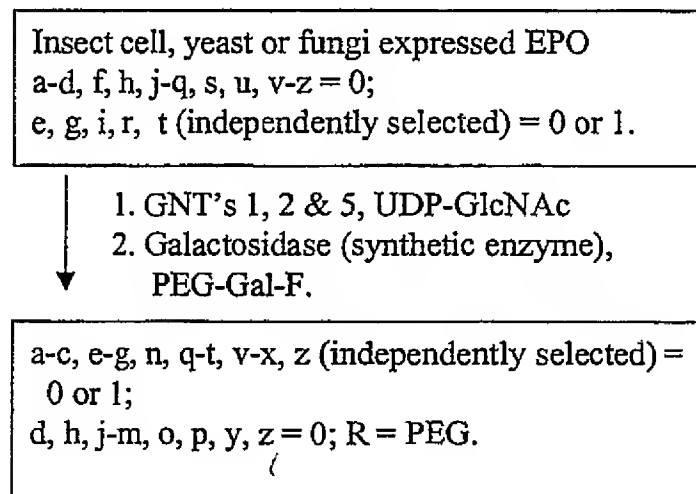 Insect cell, yeast or fungi expressed EPO
a-d, f, h, j-q, s, u, v-z = 0;
e, g, i, r, t (independently selected) = 0 or 1.
1. GNT's 1, 2 & 5, UDP-GlcNAc
2. Galactosidase (synthetic enzyme),
PEG-Gal-F.
a-c, e-g, n, q-t, v-x, z (independently selected) =
0 or 1;
d, h, j-m, o, p, y, z = 0; R = PEG.